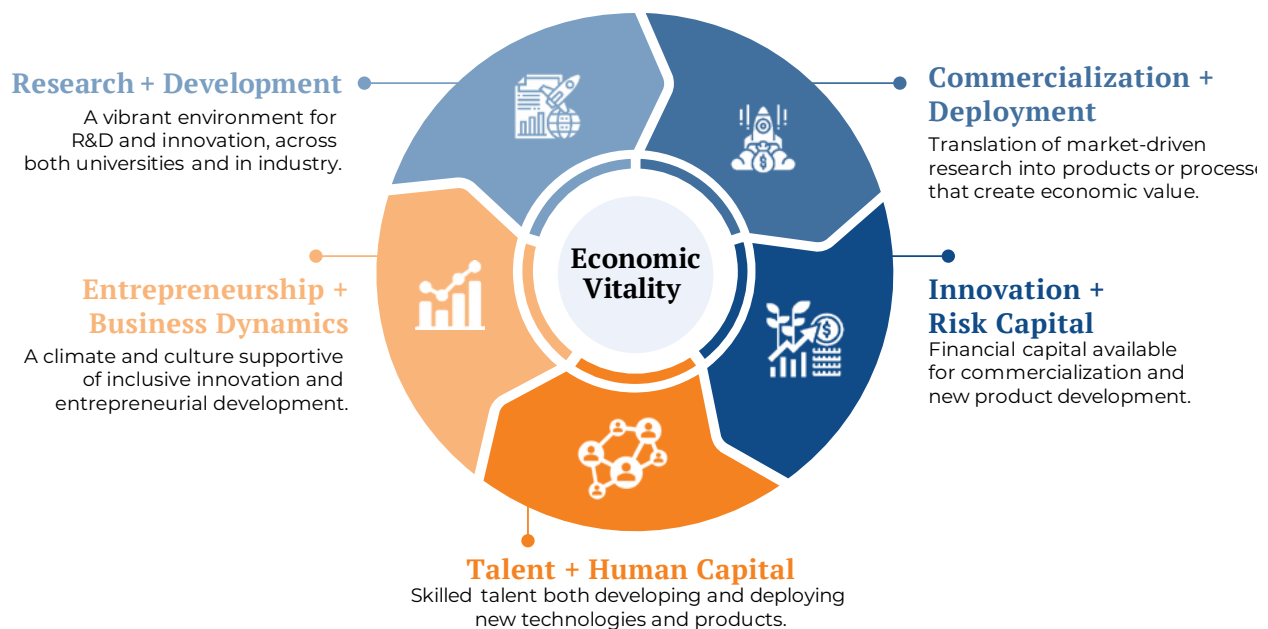 Research + Development
A vibrant environment for
R&D and innovation, across
both universities and in industry.
Commercialization +
Deployment
Translation of market-driven
research into products or processe
that create economic value.
Economic
Vitality
Entrepreneurship +
Business Dynamics
A climate and culture supportive
of inclusive innovation and
entrepreneurial development.
Innovation +
Risk Capital
Financial capital available
for commercialization and
new product development.
Talent + Human Capital
Skilled talent both developing and deploying
new technologies and products.